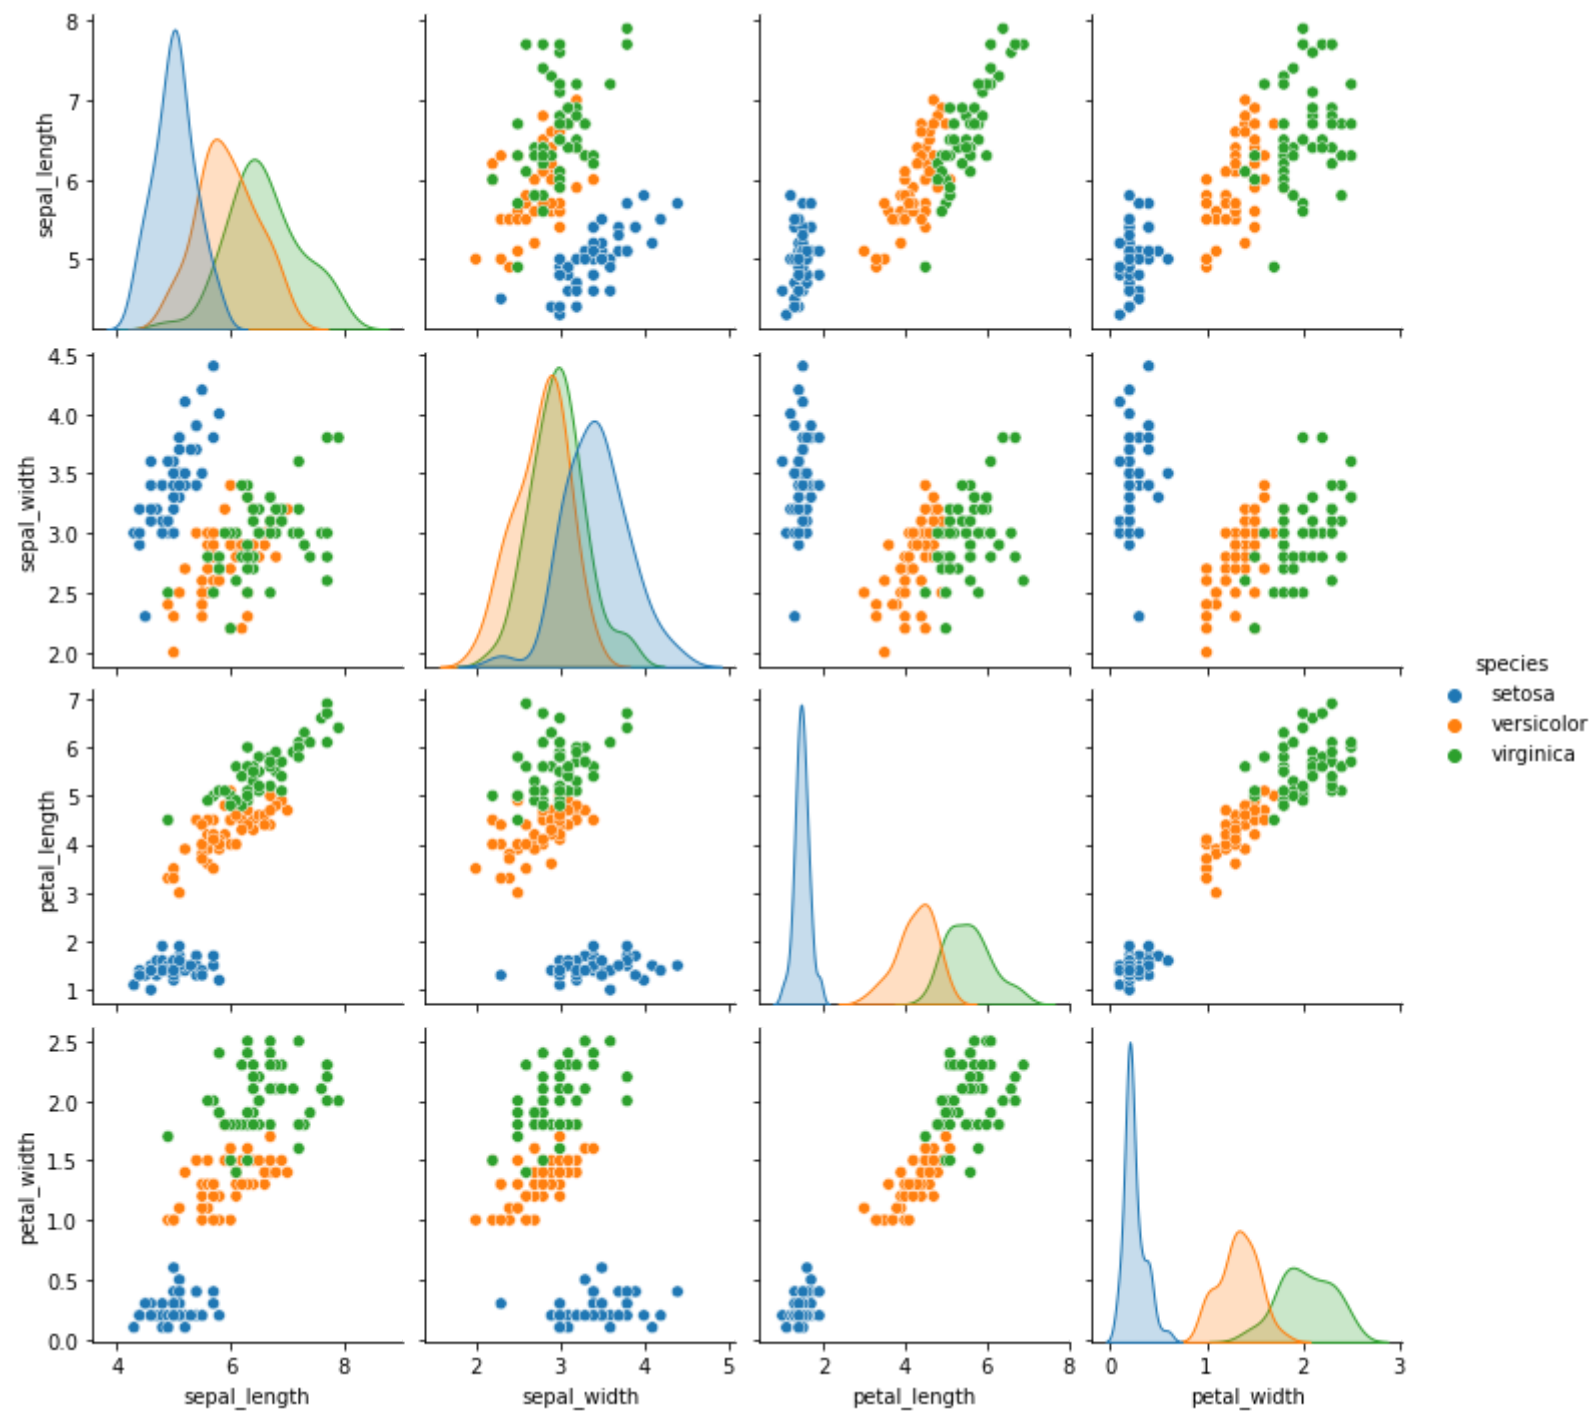 8
7
6
5
sepal_length
4.5
4.0
3.5
3.0
2.5
2.0
sepal_width
species
setosa
versicolor
virginica
7
6
5
4
3
2
1
petal_length
2.5
2.0
1.5
1.0
0.5
0.0
petal_width
4 6 8
2 3 4 5
2 4 6 8
0 1 2 3
sepal_length
sepal_width
petal_length
petal_width